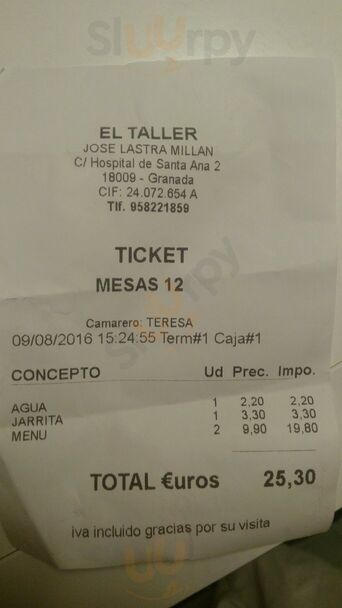 Sluurpy
EL TALLER
JOSE LASTRA MILLAN
C/ Hospital de Santa Ana 2
18009 - Granada
CIF: 24.072.654 A
Tlf. 958221859
TICKET
MESAS 12
Camarero: TERESA
09/08/2016 15:24:55 Term#1 Caja#1
CONCEPTO Ud Prec. Impo.
AGUA 1 2,20 2,20
JARRITA 1 3,30 3,30
MENU 2 9,90 19,80
TOTAL €uros 25,30
iva incluido gracias por su visita